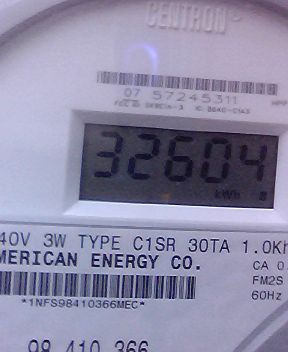 CENTRON
07 57245311
32604
kWh
40V 3W TYPE C1SR 30TA 1.0Kh
MERICAN ENERGY CO.
CA 0.
FM2S
60Hz
*1NFS98410366MEC*
98 410 366